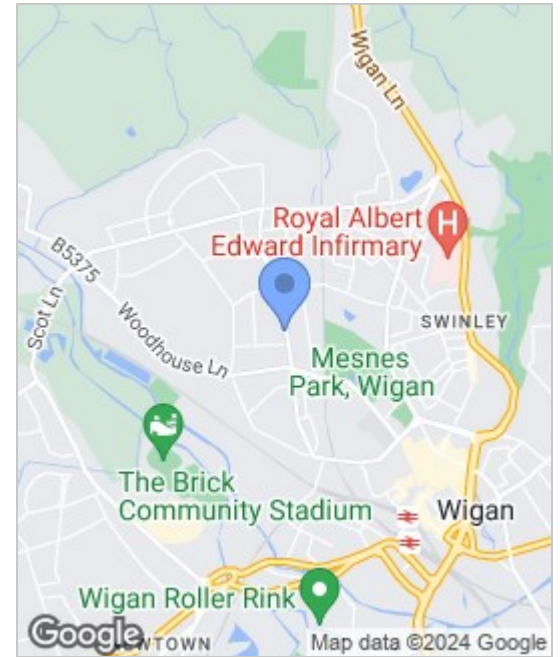 Wigan Ln
Royal Albert
Edward Infirmary
H
B5375
Scot Ln
Woodhouse Ln
SWINLEY
Mesnes
Park, Wigan
The Brick
Community Stadium
Wigan
Wigan Roller Rink
Google
WTOWN
Map data ©2024 Google